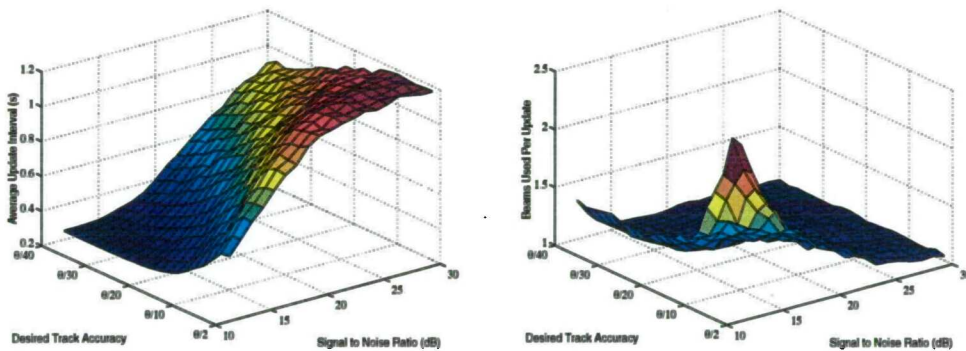 1.2
1
0.8
0.6
0.4
0.2
Average Update Interval (s)
θ/40
θ/30
θ/20
θ/10
θ/2
10
15
20
25
30
Desired Track Accuracy
Signal to Noise Ratio (dB)
2.5
2
1.5
1
Beams Used Per Update
θ/40
θ/30
θ/20
θ/10
θ/2
10
15
20
25
3
Desired Track Accuracy
Signal to Noise Ratio (dB)